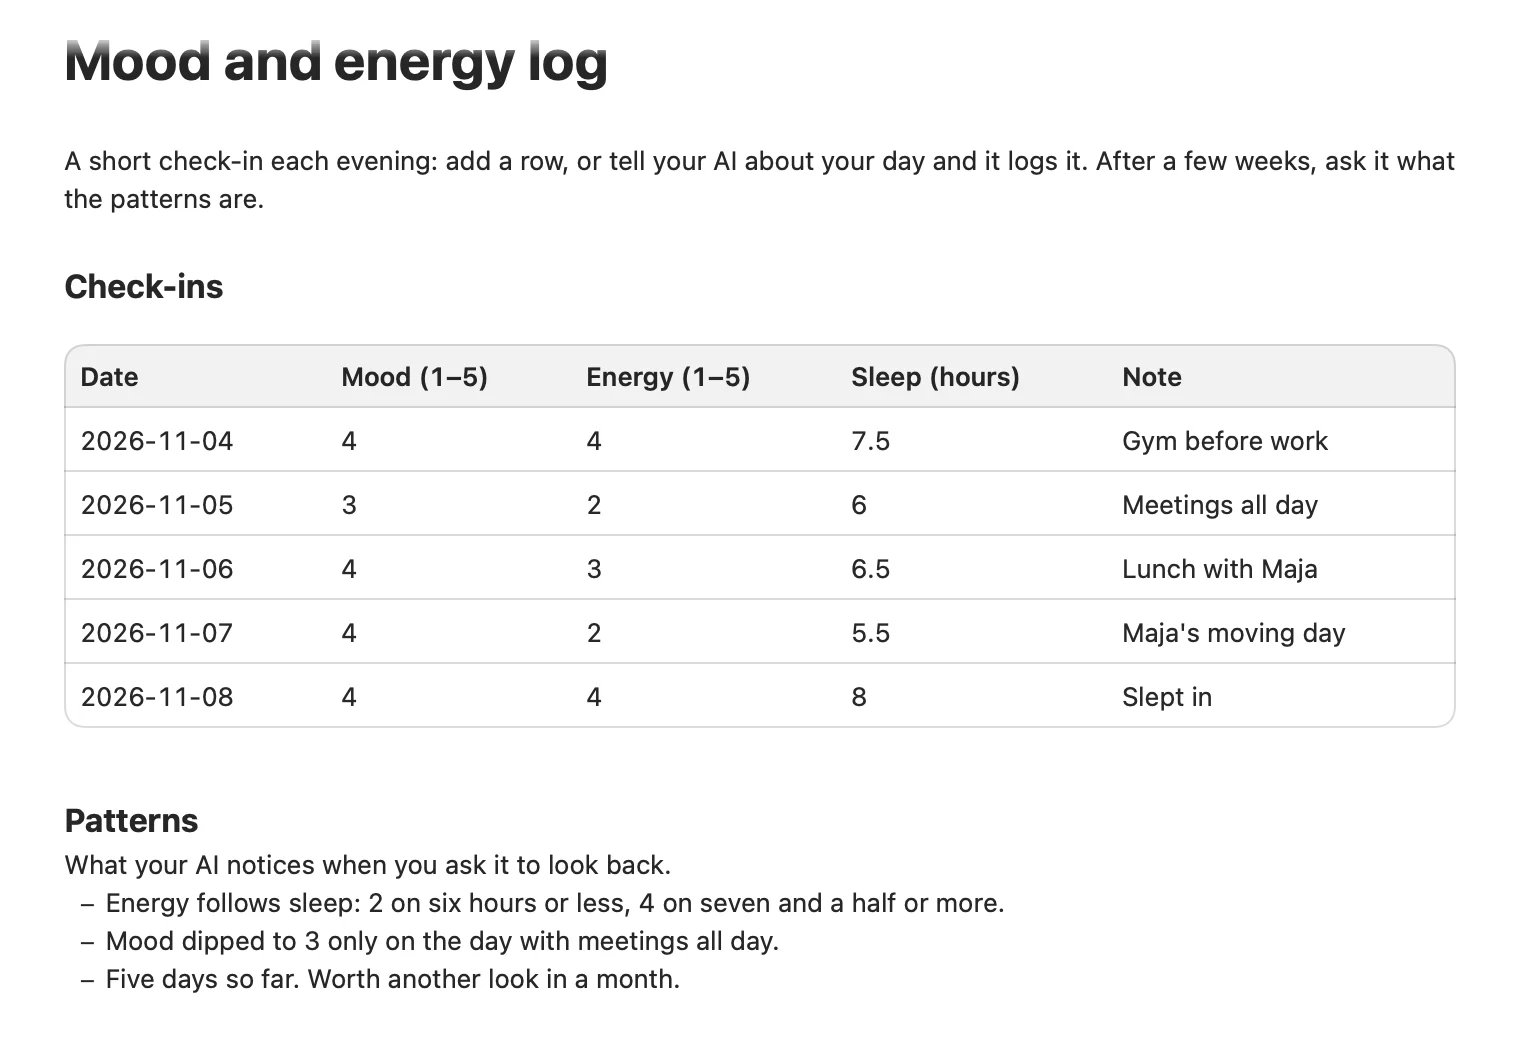 Mood and energy log
A short check-in each evening: add a row, or tell your AI about your day and it logs it. After a few weeks, ask it what
the patterns are.
Check-ins
Date Mood (1–5) Energy (1–5) Sleep (hours) Note
2026-11-04 4 4 7.5 Gym before work
2026-11-05 3 2 6 Meetings all day
2026-11-06 4 3 6.5 Lunch with Maja
2026-11-07 4 2 5.5 Maja's moving day
2026-11-08 4 4 8 Slept in
Patterns
What your AI notices when you ask it to look back.
– Energy follows sleep: 2 on six hours or less, 4 on seven and a half or more.
– Mood dipped to 3 only on the day with meetings all day.
– Five days so far. Worth another look in a month.